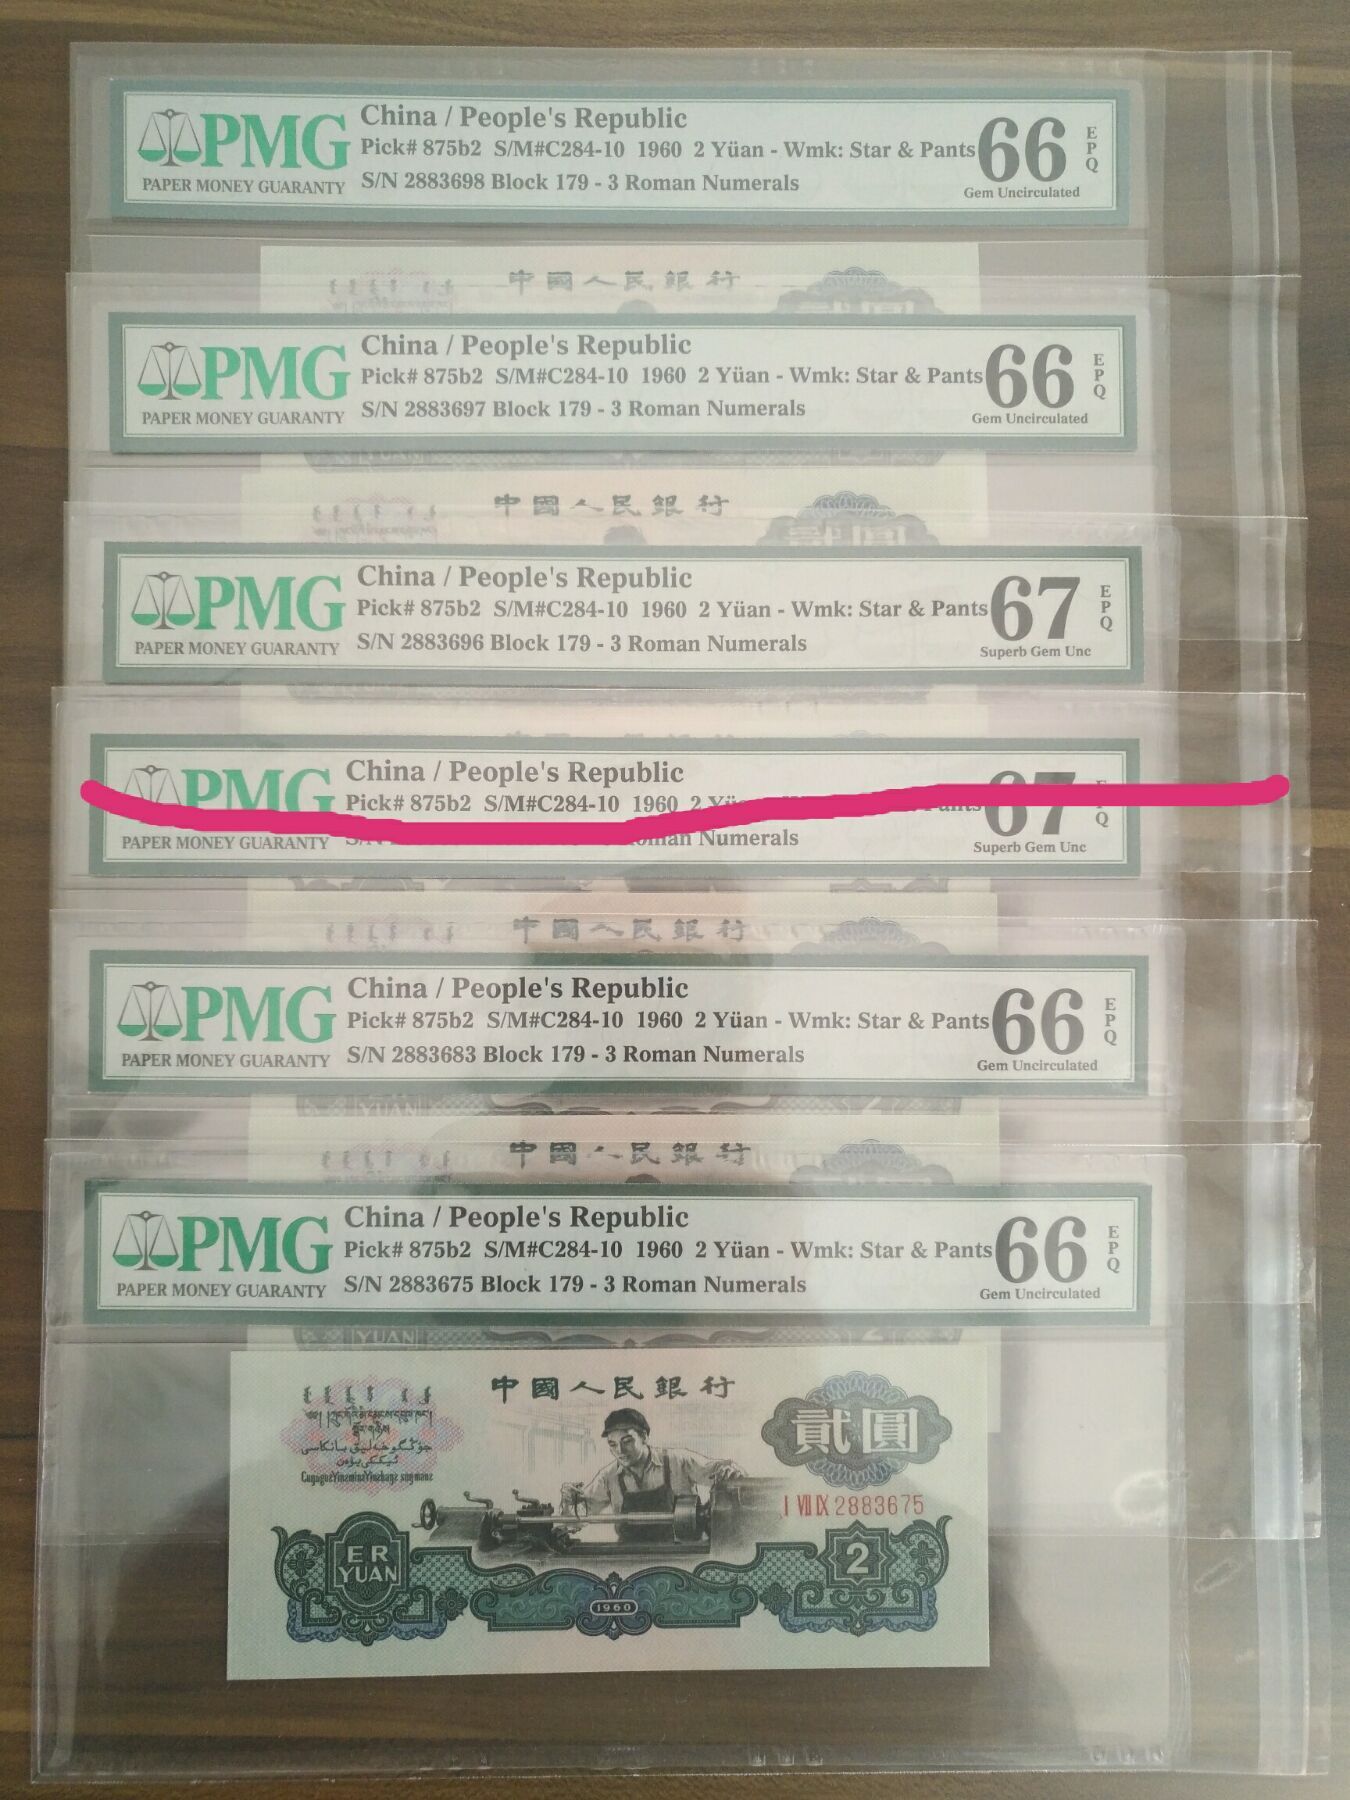 PMG
PAPER MONEY GUARANTY
China / People's Republic
Pick# 875b2 S/M#C284-10 1960 2 Yüan - Wmk: Star & Pants
S/N 2883698 Block 179 - 3 Roman Numerals
66
EPQ
Gem Uncirculated
中國人民銀行
貳圓
PMG
PAPER MONEY GUARANTY
China / People's Republic
Pick# 875b2 S/M#C284-10 1960 2 Yüan - Wmk: Star & Pants
S/N 2883697 Block 179 - 3 Roman Numerals
66
EPQ
Gem Uncirculated
YUAN
中國人民銀行
貳圓
PMG
PAPER MONEY GUARANTY
China / People's Republic
Pick# 875b2 S/M#C284-10 1960 2 Yüan - Wmk: Star & Pants
S/N 2883696 Block 179 - 3 Roman Numerals
67
EPQ
Superb Gem Unc
PMG
PAPER MONEY GUARANTY
China / People's Republic
Pick# 875b2 S/M#C284-10 1960 2
Roman Numerals
67
EPQ
Superb Gem Unc
中國人民銀行
PMG
PAPER MONEY GUARANTY
China / People's Republic
Pick# 875b2 S/M#C284-10 1960 2 Yüan - Wmk: Star & Pants
S/N 2883683 Block 179 - 3 Roman Numerals
66
EPQ
Gem Uncirculated
YUAN
中國人民銀行
PMG
PAPER MONEY GUARANTY
China / People's Republic
Pick# 875b2 S/M#C284-10 1960 2 Yüan - Wmk: Star & Pants
S/N 2883675 Block 179 - 3 Roman Numerals
66
EPQ
Gem Uncirculated
YUAN
2
中國人民銀行
貳圓
I VII IX 2883675
ER
YUAN
2
1960